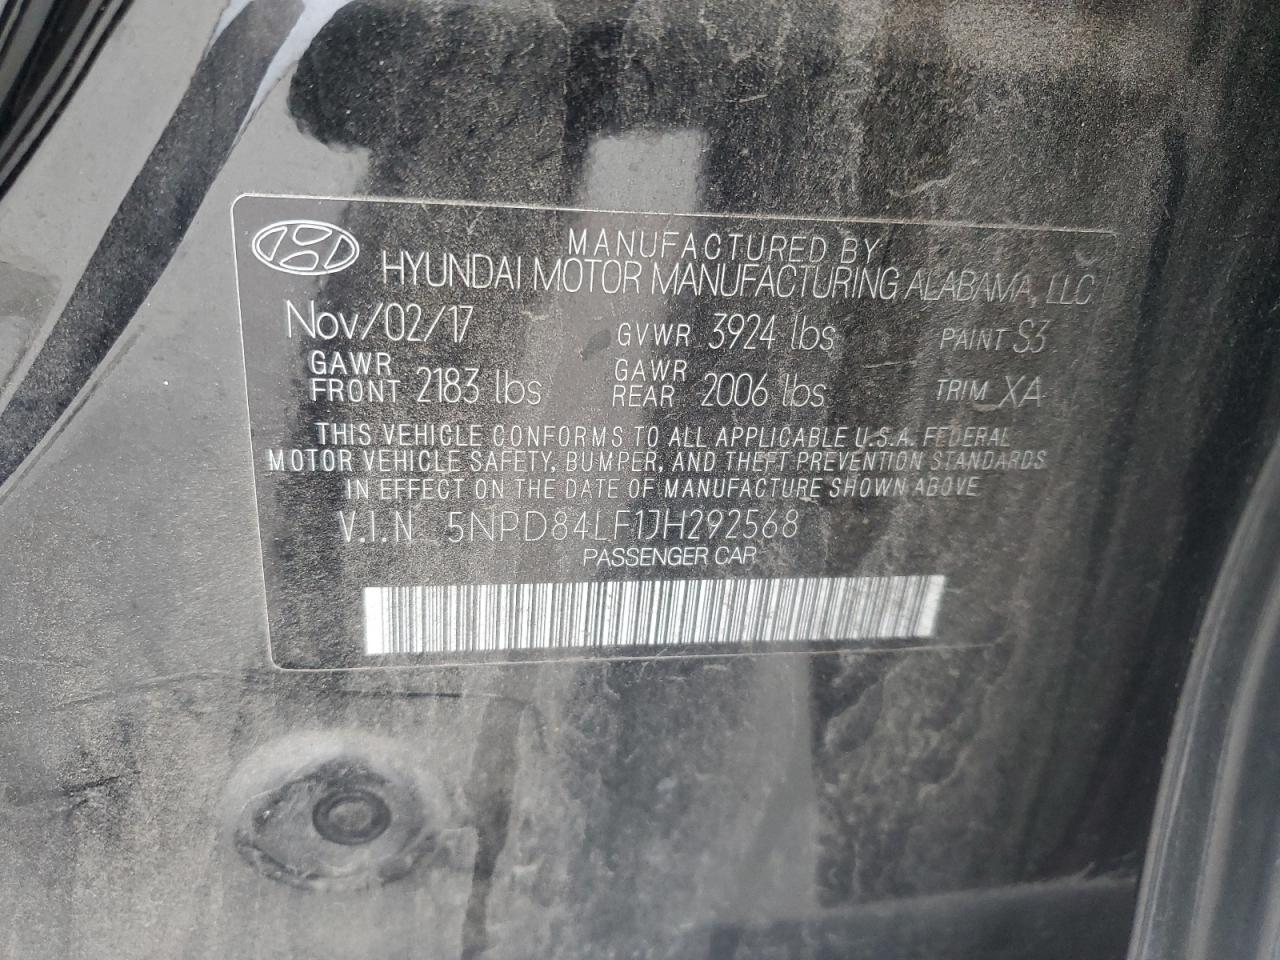 MANUFACTURED BY
HYUNDAI MOTOR MANUFACTURING ALABAMA, LLC
Nov/02/17 GVWR 3924 lbs PAINT S3
GAWR FRONT 2183 lbs GAWR REAR 2006 lbs TRIM XA
THIS VEHICLE CONFORMS TO ALL APPLICABLE U.S.A. FEDERAL
MOTOR VEHICLE SAFETY, BUMPER, AND THEFT PREVENTION STANDARDS
IN EFFECT ON THE DATE OF MANUFACTURE SHOWN ABOVE
V.I.N 5NPD84LF1JH292568
PASSENGER CAR